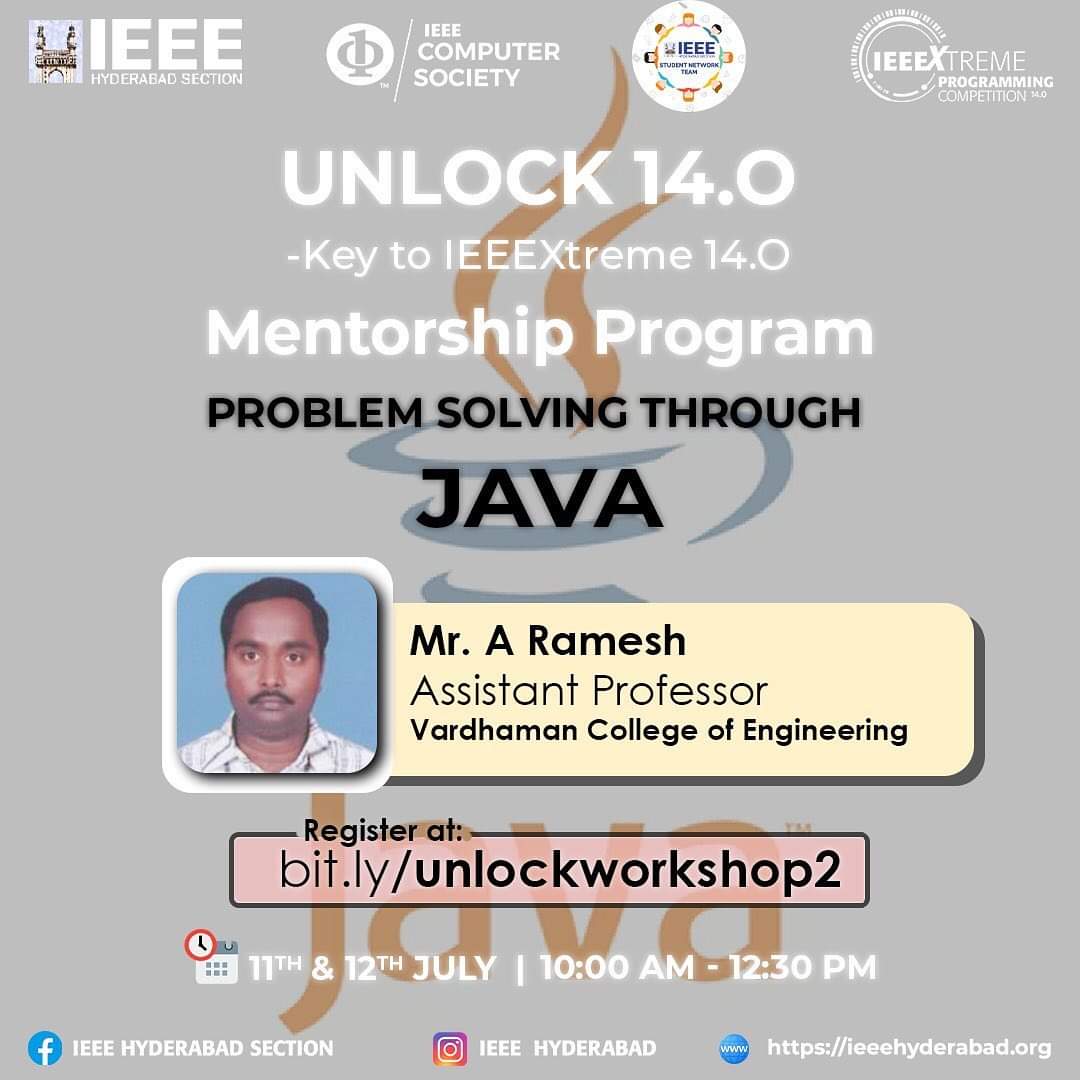 IEEE
HYDERABAD SECTION
IEEE
COMPUTER
SOCIETY
TM
IEEE
STUDENT NETWORK
TEAM
IEEEXTREME
PROGRAMMING
COMPETITION 14.0
UNLOCK 14.O
-Key to IEEEXtreme 14.O
Mentorship Program
PROBLEM SOLVING THROUGH
JAVA
Mr. A Ramesh
Assistant Professor
Vardhaman College of Engineering
Register at:
bit.ly/unlockworkshop2
Java™
11TH & 12TH JULY | 10:00 AM - 12:30 PM
IEEE HYDERABAD SECTION
IEEE HYDERABAD
www
https://ieeehyderabad.org